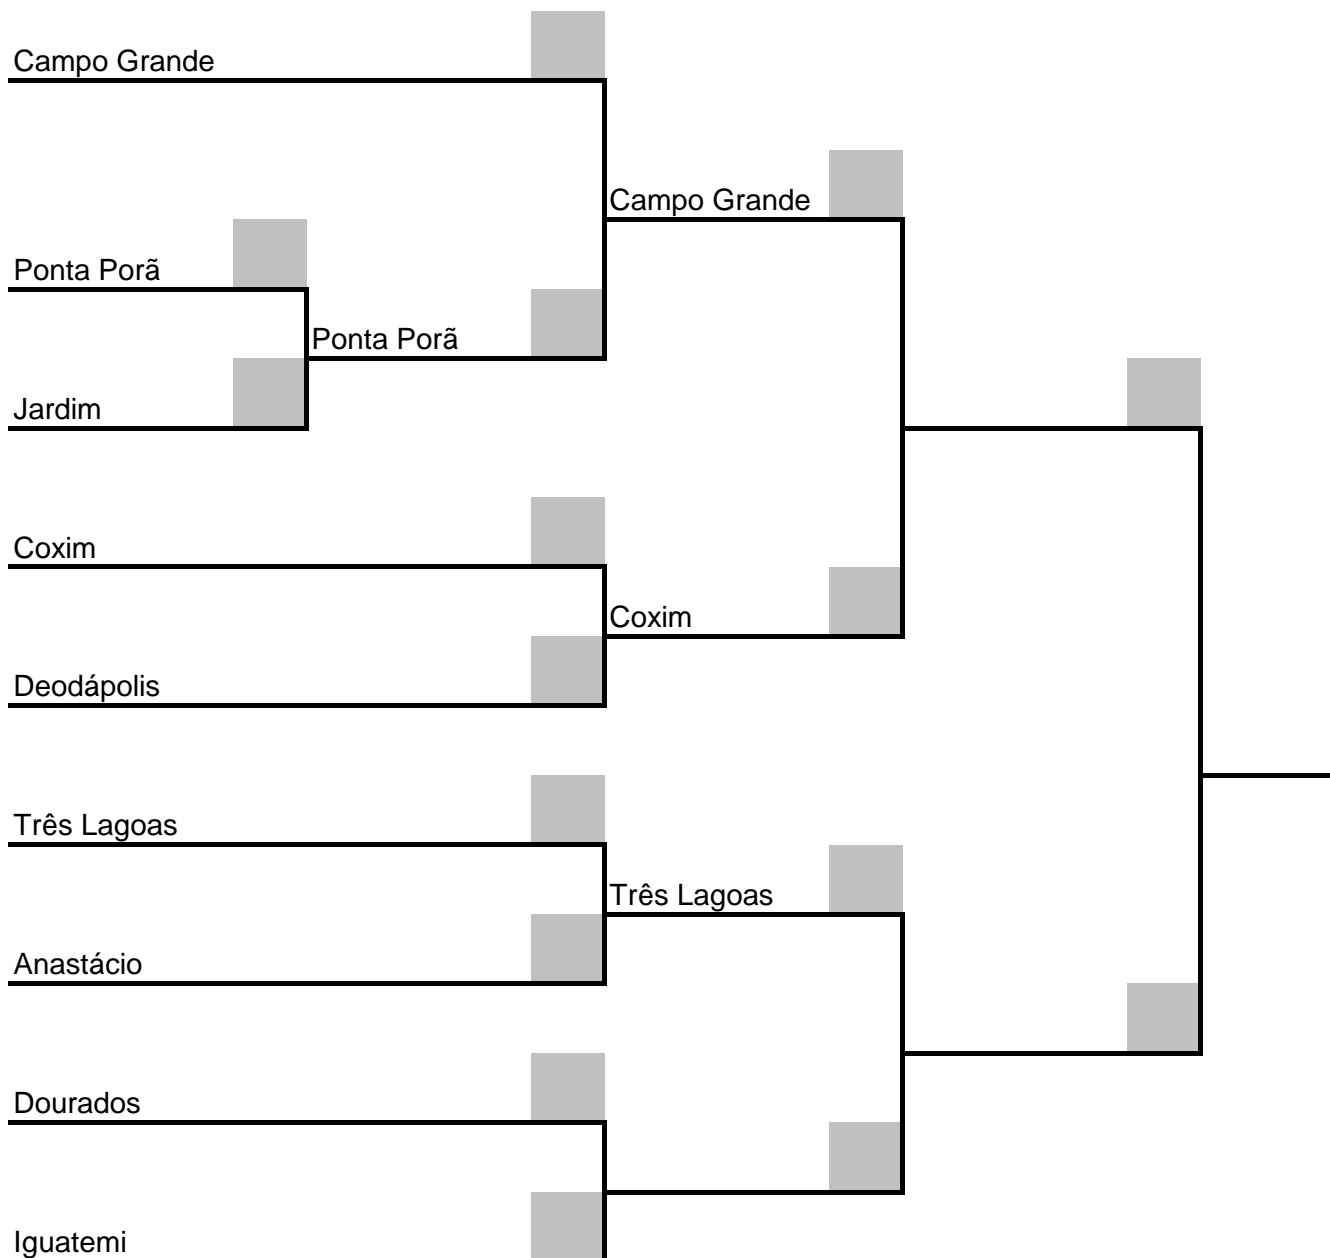 Campo Grande
Campo Grande
Ponta Porã
Ponta Porã
Jardim
Coxim
Coxim
Deodápolis
Três Lagoas
Três Lagoas
Anastácio
Dourados
Iguatemi